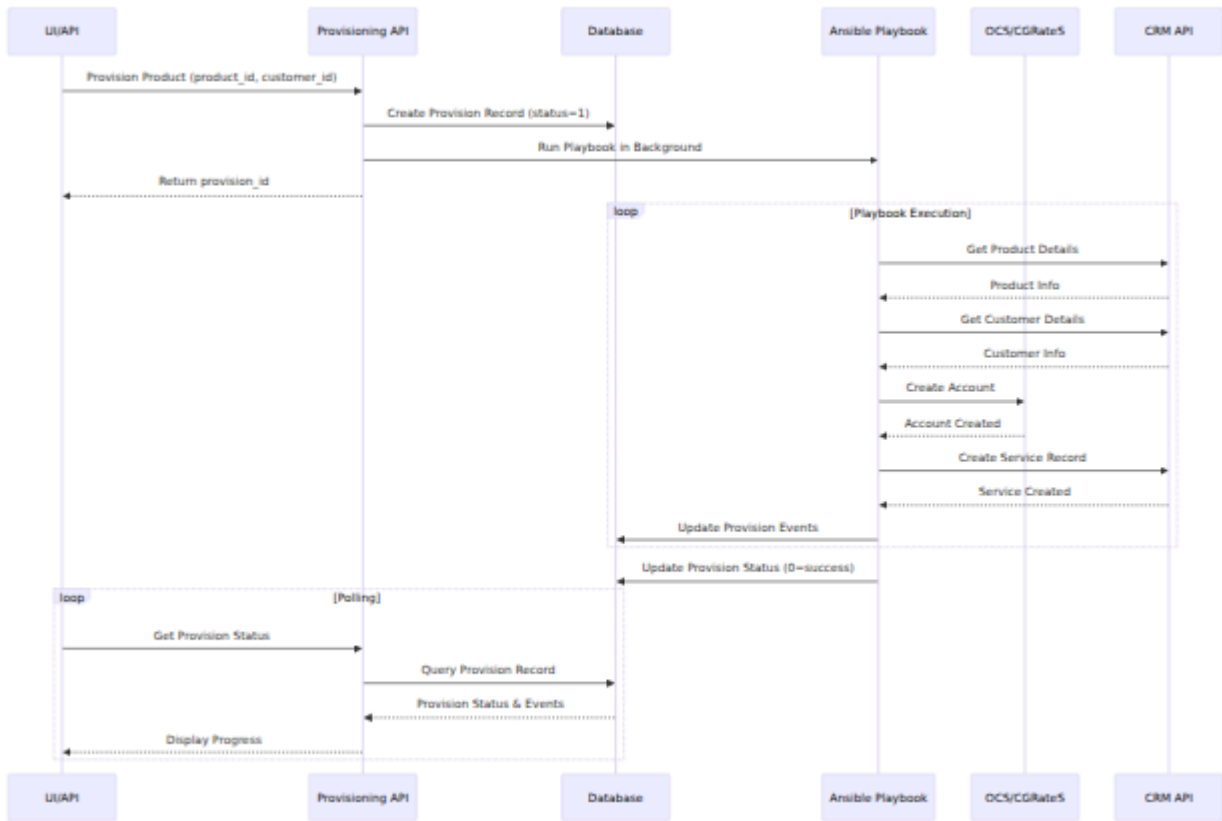 UI/API
Provisioning API
Database
Ansible Playbook
OCS/CGRateS
CRM API
Provision Product (product_id, customer_id)
Create Provision Record (status=1)
Run Playbook in Background
Return provision_id
loop
[Playbook Execution]
Get Product Details
Product Info
Get Customer Details
Customer Info
Create Account
Account Created
Create Service Record
Service Created
Update Provision Events
Update Provision Status (0=success)
loop
[Polling]
Get Provision Status
Query Provision Record
Provision Status & Events
Display Progress
UI/API
Provisioning API
Database
Ansible Playbook
OCS/CGRateS
CRM API